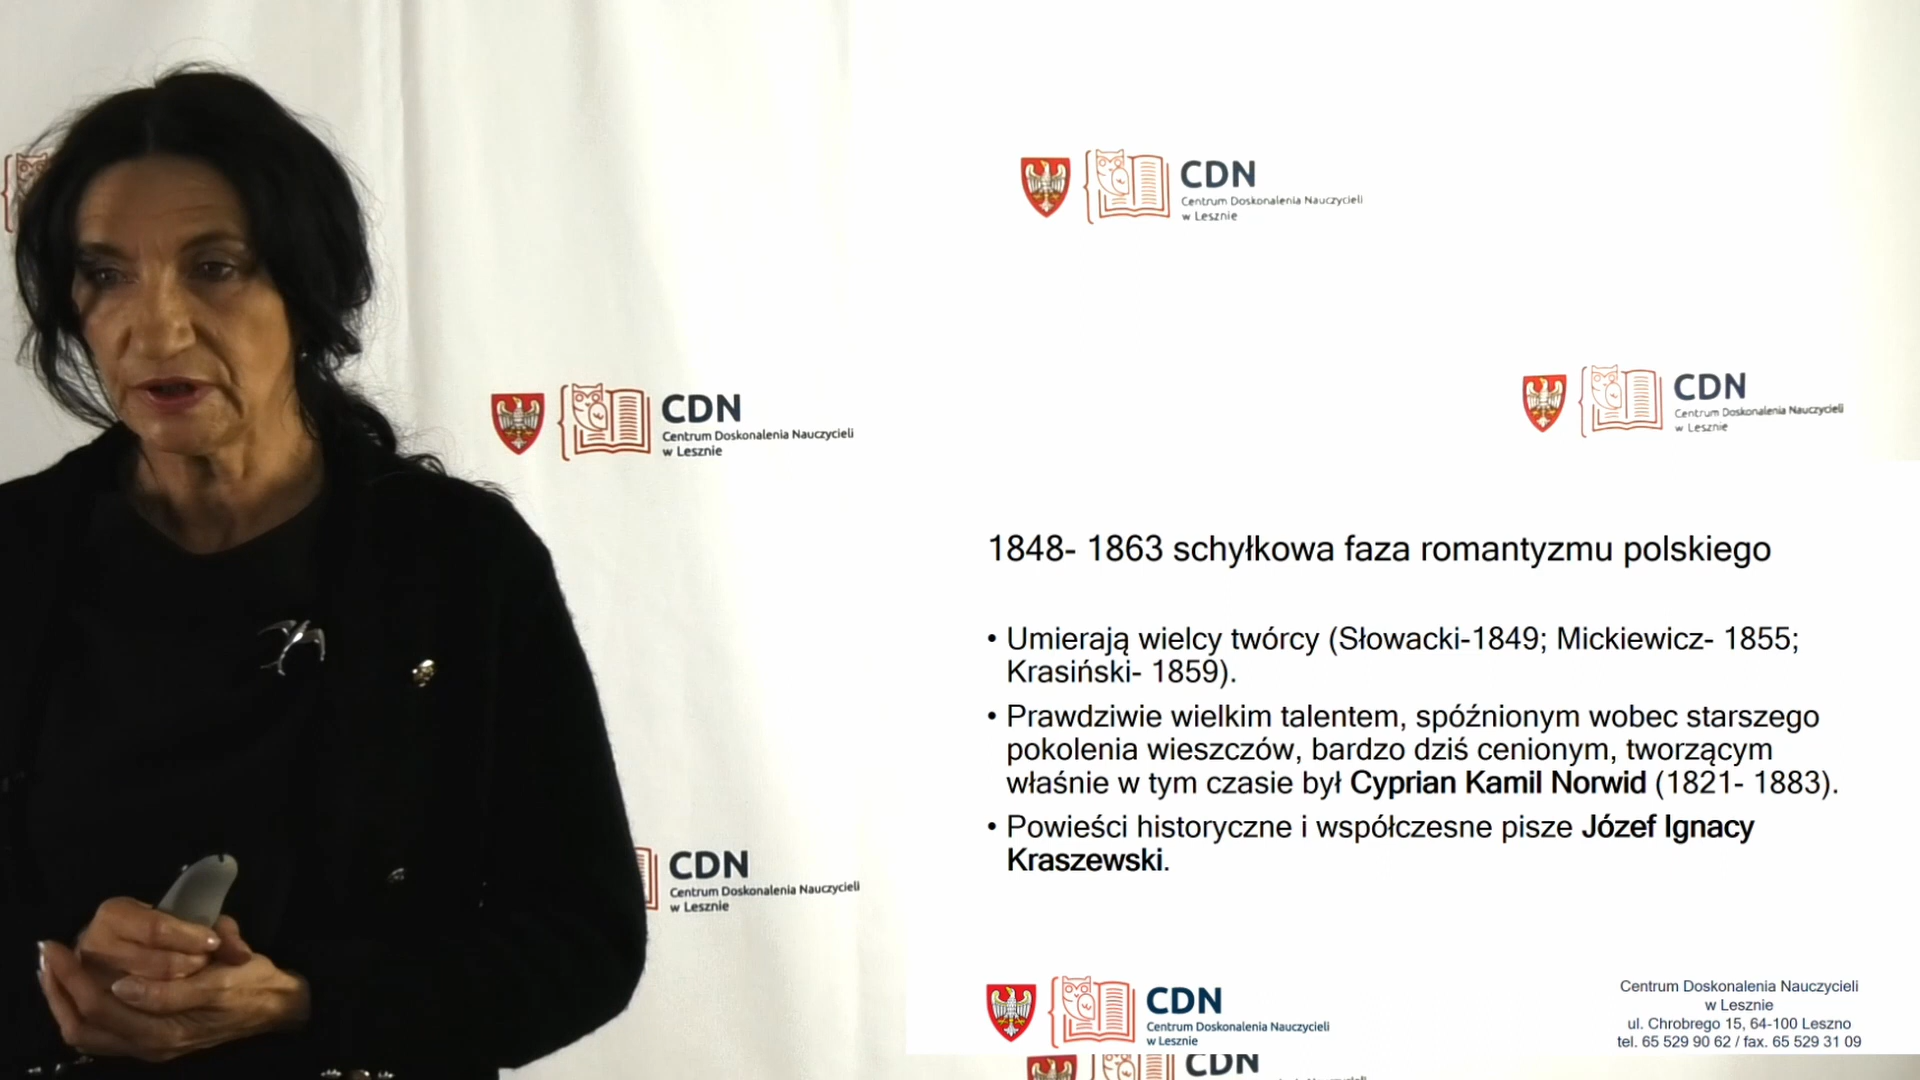 CDN
Centrum Doskonalenia Nauczycieli
w Lesznie
CDN
Centrum Doskonalenia Nauczycieli
w Lesznie
CDN
Centrum Doskonalenia Nauczycieli
w Lesznie
1848- 1863 schyłkowa faza romantyzmu polskiego
• Umierają wielcy twórcy (Słowacki-1849; Mickiewicz- 1855;
Krasiński- 1859).
• Prawdziwie wielkim talentem, spóźnionym wobec starszego
pokolenia wieszczów, bardzo dziś cenionym, tworzącym
właśnie w tym czasie był Cyprian Kamil Norwid (1821- 1883).
• Powieści historyczne i współczesne pisze Józef Ignacy
Kraszewski.
CDN
Centrum Doskonalenia Nauczycieli
w Lesznie
CDN
Centrum Doskonalenia Nauczycieli
w Lesznie
Centrum Doskonalenia Nauczycieli
w Lesznie
ul. Chrobrego 15, 64-100 Leszno
tel. 65 529 90 62 / fax. 65 529 31 09
CDN